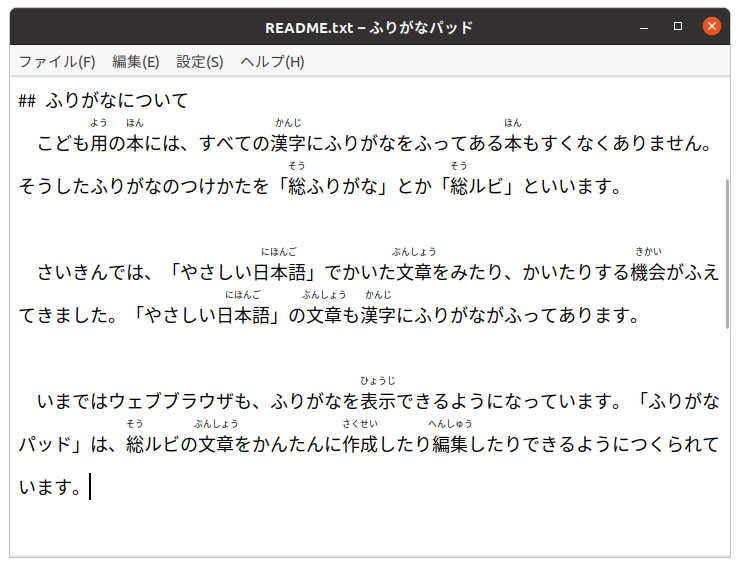 README.txt – ふりがなパッド
ファイル(F) 編集(E) 設定(S) ヘルプ(H)
## ふりがなについて
よう ほん かんじ ほん
こども用の本には、すべての漢字にふりがなをふってある本もすくなくありません。
そう そう
そうしたふりがなのつけかたを「総ふりがな」とか「総ルビ」といいます。
にほんご ぶんしょう きかい
さいきんでは、「やさしい日本語」でかいた文章をみたり、かいたりする機会がふえ
にほんご ぶんしょう かんじ
てきました。「やさしい日本語」の文章も漢字にふりがながふってあります。
ひょうじ
いまではウェブブラウザも、ふりがなを表示できるようになっています。「ふりがな
そう ぶんしょう さくせい へんしゅう
パッド」は、総ルビの文章をかんたんに作成したり編集したりできるようにつくられて
います。